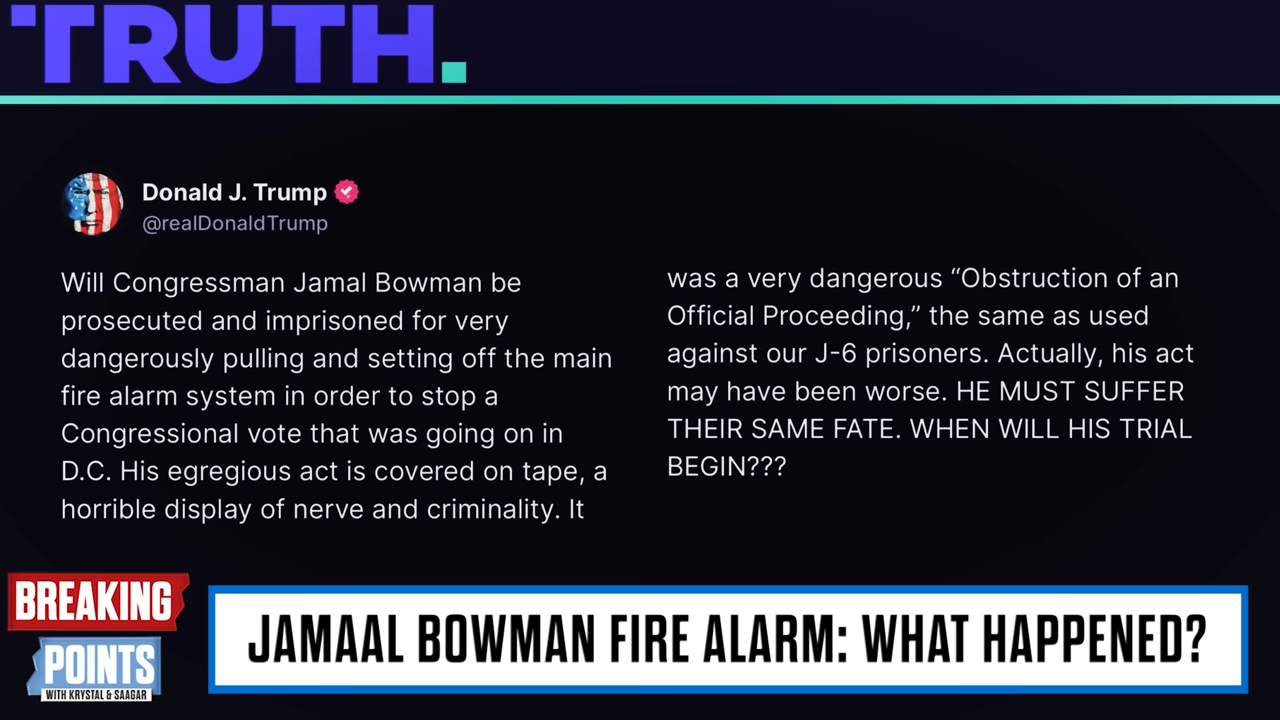 TRUTH.
Donald J. Trump
@realDonaldTrump
Will Congressman Jamal Bowman be
prosecuted and imprisoned for very
dangerously pulling and setting off the main
fire alarm system in order to stop a
Congressional vote that was going on in
D.C. His egregious act is covered on tape, a
horrible display of nerve and criminality. It
was a very dangerous “Obstruction of an
Official Proceeding,” the same as used
against our J-6 prisoners. Actually, his act
may have been worse. HE MUST SUFFER
THEIR SAME FATE. WHEN WILL HIS TRIAL
BEGIN???
BREAKING
POINTS
WITH KRYSTAL & SAAGAR
JAMAAL BOWMAN FIRE ALARM: WHAT HAPPENED?